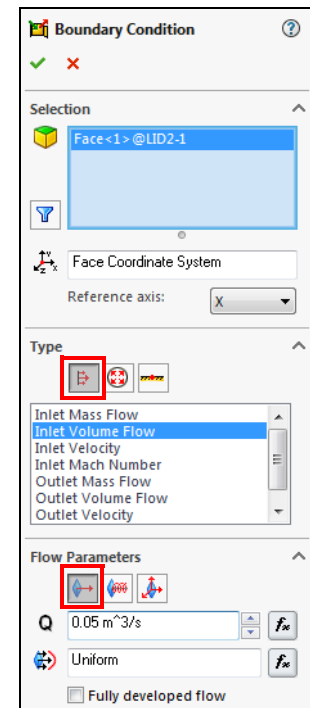 Boundary Condition
Selection
Face<1>@LID2-1
Face Coordinate System
Reference axis: X
Type
Inlet Mass Flow
Inlet Volume Flow
Inlet Velocity
Inlet Mach Number
Outlet Mass Flow
Outlet Volume Flow
Outlet Velocity
Flow Parameters
Q 0.05 m^3/s
Uniform
Fully developed flow